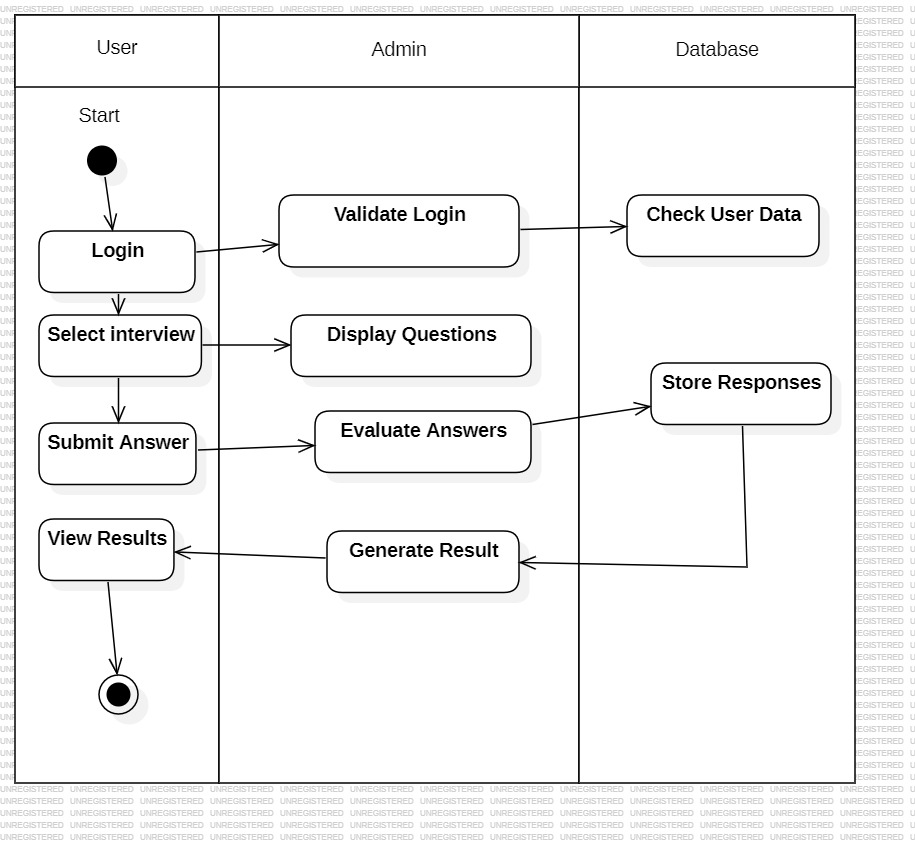 User
Admin
Database
Start
Validate Login
Check User Data
Login
Select interview
Display Questions
Store Responses
Submit Answer
Evaluate Answers
View Results
Generate Result
UNREGISTERED